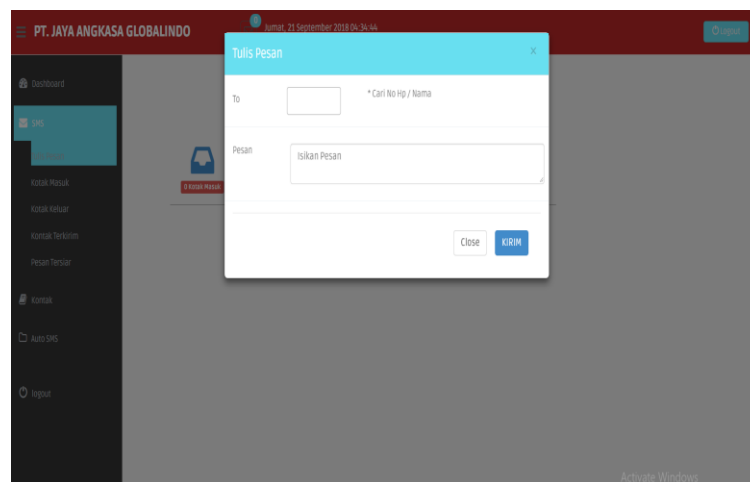 PT. JAYA ANGKASA GLOBALINDO
0
Jumat, 21 September 2018 04:34:44
Logout
Tulis Pesan
X
Dashboard
To
* Cari No Hp / Nama
SMS
Pesan
Isikan Pesan
Kotak Masuk
0 Kotak Masuk
Kotak Keluar
Kontak Terkirim
Close
KIRIM
Pesan Tersiar
Kontak
Auto SMS
logout
Activate Windows